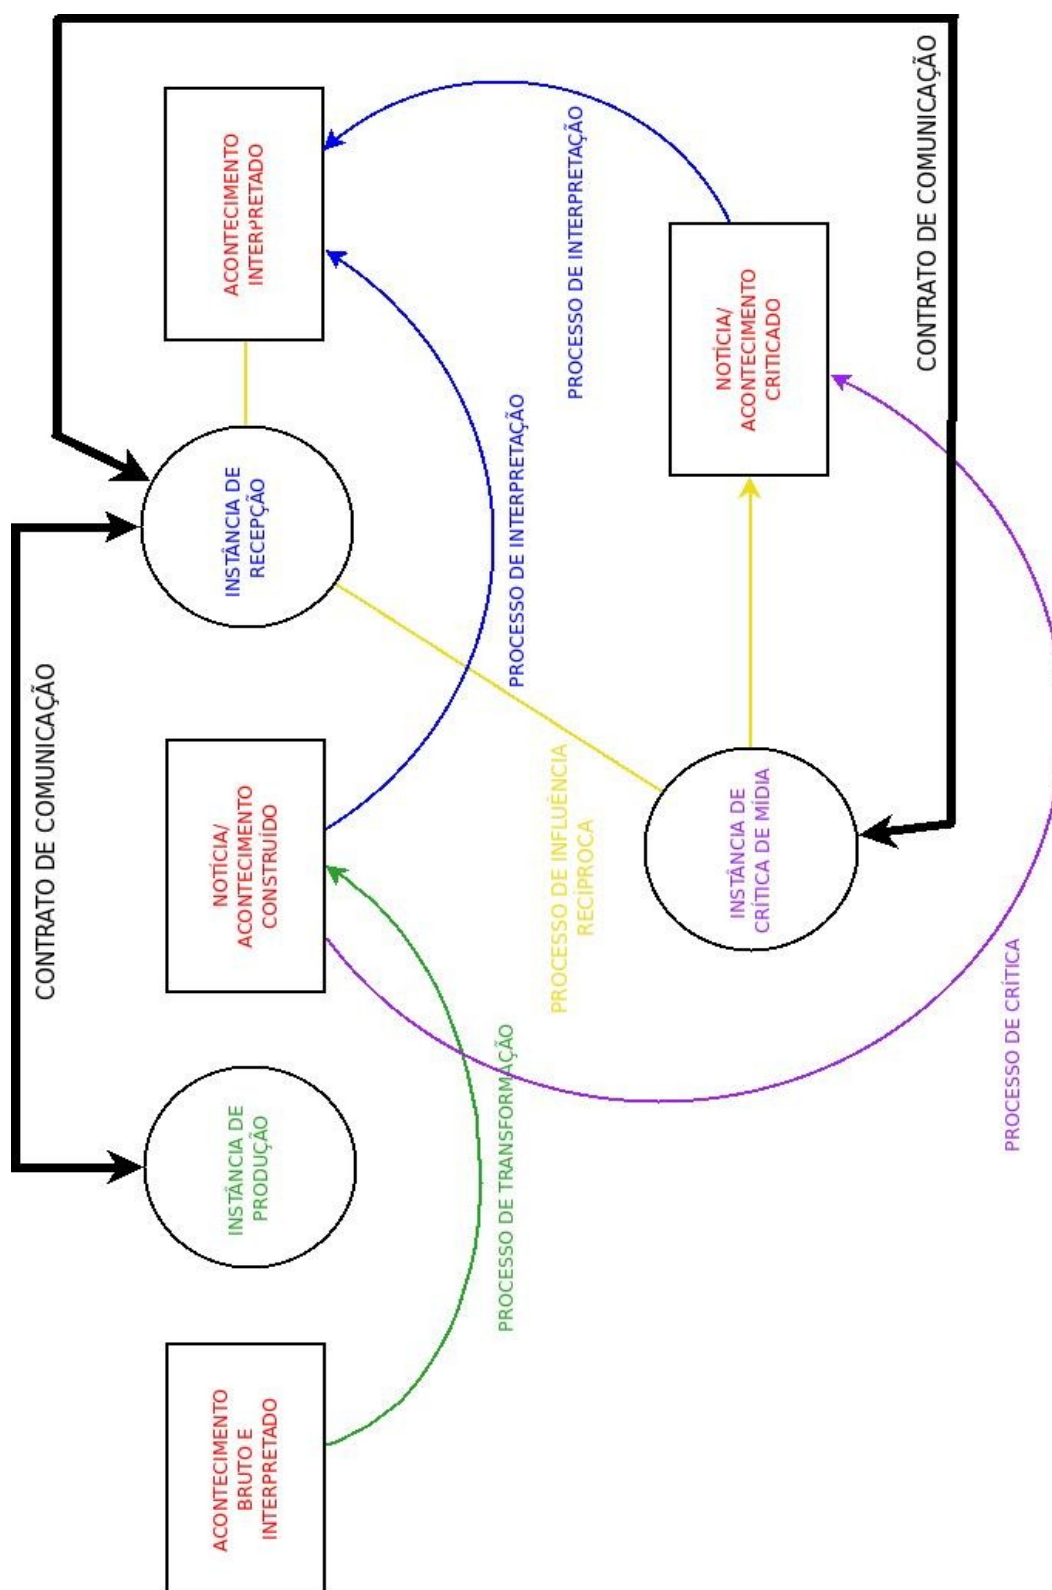 CONTRATO DE COMUNICAÇÃO
ACONTECIMENTO
BRUTO E
INTERPRETADO
INSTÂNCIA DE
PRODUÇÃO
NOTÍCIA/
ACONTECIMENTO
CONSTRUÍDO
INSTÂNCIA DE
RECEPÇÃO
ACONTECIMENTO
INTERPRETADO
PROCESSO DE TRANSFORMAÇÃO
PROCESSO DE INTERPRETAÇÃO
PROCESSO DE INFLUÊNCIA
RECÍPROCA
PROCESSO DE INTERPRETAÇÃO
INSTÂNCIA DE
CRÍTICA DE MÍDIA
NOTÍCIA/
ACONTECIMENTO
CRITICADO
CONTRATO DE COMUNICAÇÃO
PROCESSO DE CRÍTICA